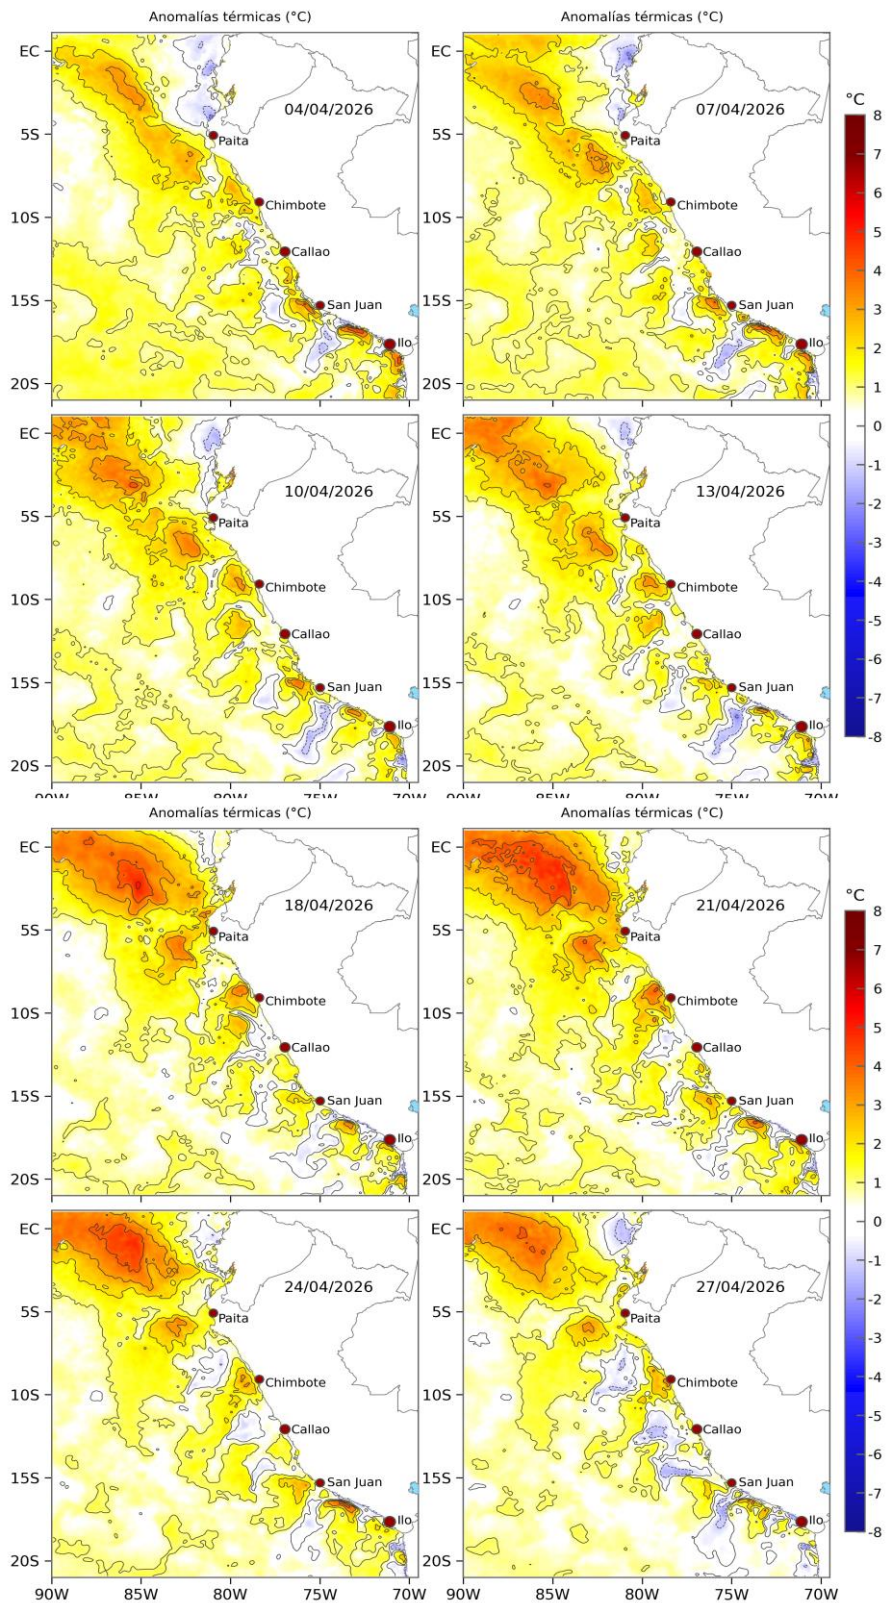 Anomalías térmicas (°C)
Anomalías térmicas (°C)
EC
5S
10S
15S
20S
04/04/2026
Paita
Chimbote
Callao
San Juan
Ilo
EC
5S
10S
15S
20S
07/04/2026
Paita
Chimbote
Callao
San Juan
Ilo
°C
8
7
6
5
4
3
2
1
0
-1
-2
-3
-4
-5
-6
-7
-8
EC
5S
10S
15S
20S
10/04/2026
Paita
Chimbote
Callao
San Juan
Ilo
90W 85W 80W 75W 70W
EC
5S
10S
15S
20S
13/04/2026
Paita
Chimbote
Callao
San Juan
Ilo
90W 85W 80W 75W 70W
Anomalías térmicas (°C)
Anomalías térmicas (°C)
EC
5S
10S
15S
20S
18/04/2026
Paita
Chimbote
Callao
San Juan
Ilo
EC
5S
10S
15S
20S
21/04/2026
Paita
Chimbote
Callao
San Juan
Ilo
°C
8
7
6
5
4
3
2
1
0
-1
-2
-3
-4
-5
-6
-7
-8
EC
5S
10S
15S
20S
24/04/2026
Paita
Chimbote
Callao
San Juan
Ilo
90W 85W 80W 75W 70W
EC
5S
10S
15S
20S
27/04/2026
Paita
Chimbote
Callao
San Juan
Ilo
90W 85W 80W 75W 70W